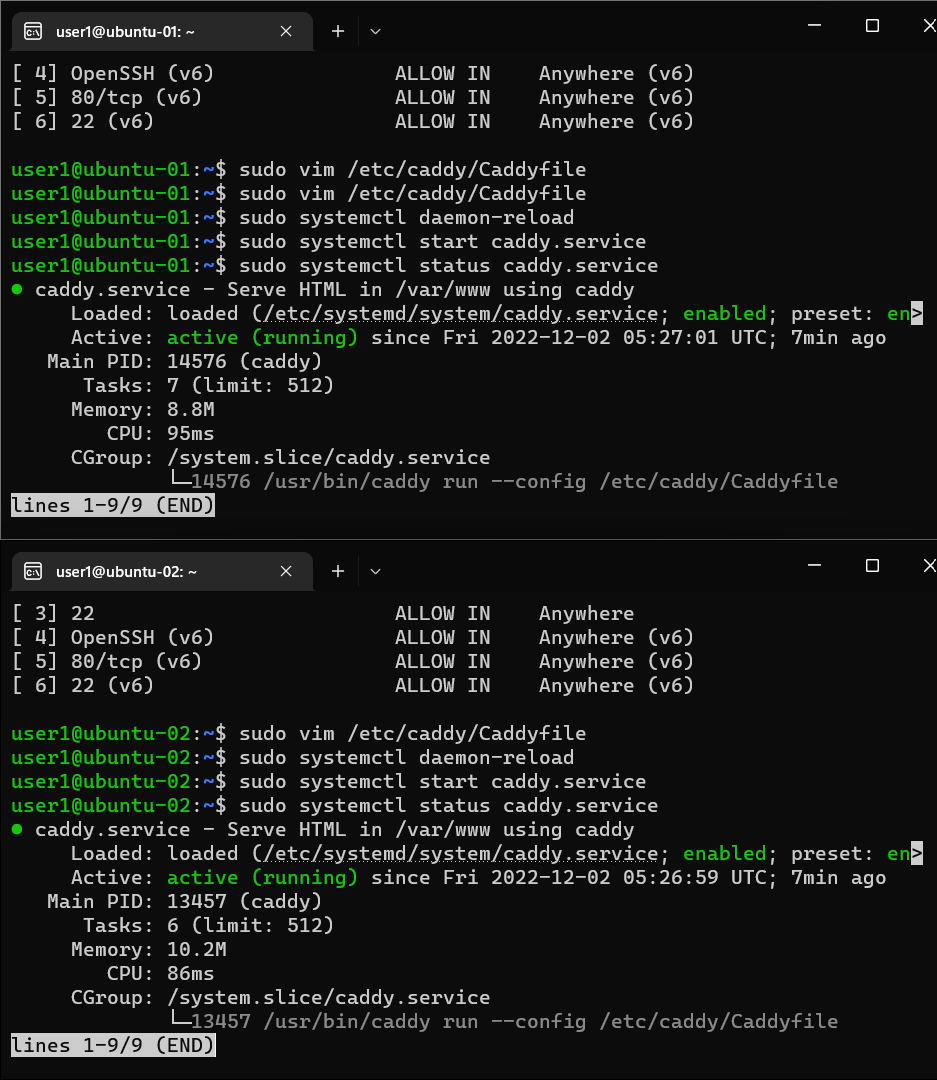 user1@ubuntu-01: ~
[ 4] OpenSSH (v6)               ALLOW IN    Anywhere (v6)
[ 5] 80/tcp (v6)                ALLOW IN    Anywhere (v6)
[ 6] 22 (v6)                    ALLOW IN    Anywhere (v6)
user1@ubuntu-01:~$ sudo vim /etc/caddy/Caddyfile
user1@ubuntu-01:~$ sudo vim /etc/caddy/Caddyfile
user1@ubuntu-01:~$ sudo systemctl daemon-reload
user1@ubuntu-01:~$ sudo systemctl start caddy.service
user1@ubuntu-01:~$ sudo systemctl status caddy.service
● caddy.service - Serve HTML in /var/www using caddy
     Loaded: loaded (/etc/systemd/system/caddy.service; enabled; preset: en>
     Active: active (running) since Fri 2022-12-02 05:27:01 UTC; 7min ago
   Main PID: 14576 (caddy)
      Tasks: 7 (limit: 512)
     Memory: 8.8M
        CPU: 95ms
     CGroup: /system.slice/caddy.service
             └─14576 /usr/bin/caddy run --config /etc/caddy/Caddyfile
lines 1-9/9 (END)
user1@ubuntu-02: ~
[ 3] 22                         ALLOW IN    Anywhere
[ 4] OpenSSH (v6)               ALLOW IN    Anywhere (v6)
[ 5] 80/tcp (v6)                ALLOW IN    Anywhere (v6)
[ 6] 22 (v6)                    ALLOW IN    Anywhere (v6)
user1@ubuntu-02:~$ sudo vim /etc/caddy/Caddyfile
user1@ubuntu-02:~$ sudo systemctl daemon-reload
user1@ubuntu-02:~$ sudo systemctl start caddy.service
user1@ubuntu-02:~$ sudo systemctl status caddy.service
● caddy.service - Serve HTML in /var/www using caddy
     Loaded: loaded (/etc/systemd/system/caddy.service; enabled; preset: en>
     Active: active (running) since Fri 2022-12-02 05:26:59 UTC; 7min ago
   Main PID: 13457 (caddy)
      Tasks: 6 (limit: 512)
     Memory: 10.2M
        CPU: 86ms
     CGroup: /system.slice/caddy.service
             └─13457 /usr/bin/caddy run --config /etc/caddy/Caddyfile
lines 1-9/9 (END)